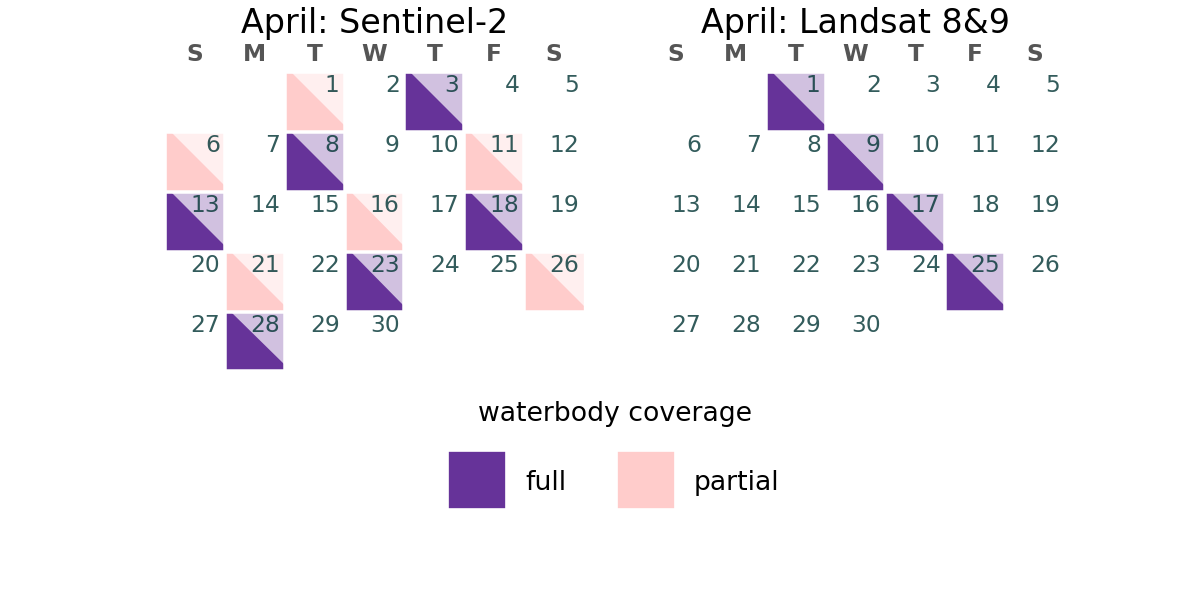 April: Sentinel-2
S M T W T F S
1 2 3 4 5
6 7 8 9 10 11 12
13 14 15 16 17 18 19
20 21 22 23 24 25 26
27 28 29 30
April: Landsat 8&9
S M T W T F S
1 2 3 4 5
6 7 8 9 10 11 12
13 14 15 16 17 18 19
20 21 22 23 24 25 26
27 28 29 30
waterbody coverage
full partial